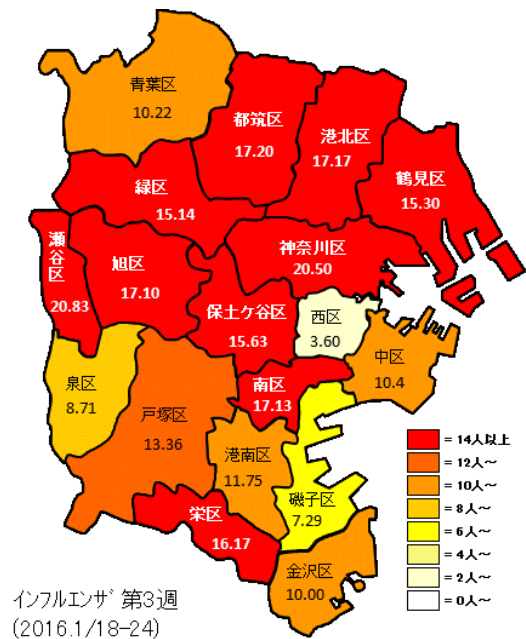 青葉区
10.22
都筑区
17.20
港北区
17.17
鶴見区
15.30
緑区
15.14
瀬谷区
20.83
旭区
17.10
神奈川区
20.50
保土ケ谷区
15.63
西区
3.60
中区
10.4
泉区
8.71
戸塚区
13.36
南区
17.13
港南区
11.75
磯子区
7.29
栄区
16.17
金沢区
10.00
= 14人以上
= 12人～
= 10人～
= 8人～
= 6人～
= 4人～
= 2人～
= 0人～
インフルエンザ 第3週
(2016.1/18-24)